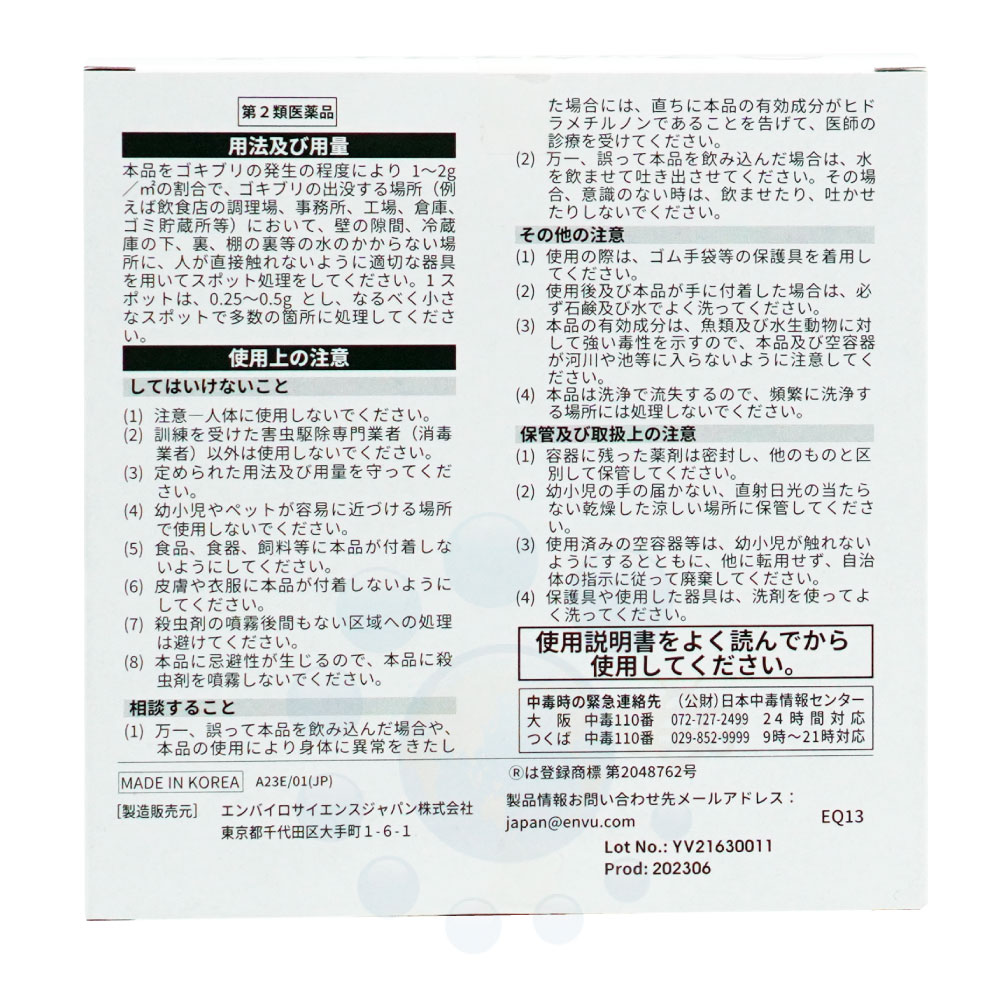 第2類医薬品
用法及び用量
本品をゴキブリの発生の程度により 1〜2g
/㎡の割合で、ゴキブリの出没する場所（例
えば飲食店の調理場、事務所、工場、倉庫、
ゴミ貯蔵所等）において、壁の隙間、冷蔵
庫の下、裏、棚の裏等の水のかからない場
所に、人が直接触れないように適切な器具
を用いてスポット処理をしてください。1ス
ポットは、0.25〜0.5g とし、なるべく小さ
なスポットで多数の箇所に処理してくださ
い。
使用上の注意
してはいけないこと
(1) 注意―人体に使用しないでください。
(2) 訓練を受けた害虫駆除専門業者（消毒
業者）以外は使用しないでください。
(3) 定められた用法及び用量を守ってくだ
さい。
(4) 幼小児やペットが容易に近づける場所
で使用しないでください。
(5) 食品、食器、飼料等に本品が付着しな
いようにしてください。
(6) 皮膚や衣服に本品が付着しないように
してください。
(7) 殺虫剤の噴霧後間もない区域への処理
は避けてください。
(8) 本品に忌避性が生じるので、本品に殺
虫剤を噴霧しないでください。
相談すること
(1) 万一、誤って本品を飲み込んだ場合や、
本品の使用により身体に異常をきたし
た場合には、直ちに本品の有効成分がヒド
ラメチルノンであることを告げて、医師の
診療を受けてください。
(2) 万一、誤って本品を飲み込んだ場合は、水
を飲ませて吐き出させてください。その場
合、意識のない時は、飲ませたり、吐かせ
たりしないでください。
その他の注意
(1) 使用の際は、ゴム手袋等の保護具を着用し
てください。
(2) 使用後及び本品が手に付着した場合は、必
ず石鹸及び水でよく洗ってください。
(3) 本品の有効成分は、魚類及び水生動物に対
して強い毒性を示すので、本品及び空容器
が河川や池等に入らないように注意してく
ださい。
(4) 本品は洗浄で流失するので、頻繁に洗浄す
る場所には処理しないでください。
保管及び取扱上の注意
(1) 容器に残った薬剤は密封し、他のものと区
別して保管してください。
(2) 幼小児の手の届かない、直射日光の当たら
ない乾燥した涼しい場所に保管してくださ
い。
(3) 使用済みの空容器等は、幼小児が触れない
ようにするとともに、他に転用せず、自治
体の指示に従って廃棄してください。
(4) 保護具や使用した器具は、洗剤を使ってよ
く洗ってください。
使用説明書をよく読んでから
使用してください。
中毒時の緊急連絡先 （公財）日本中毒情報センター
大 阪 中毒110番 072-727-2499 24時間対応
つくば 中毒110番 029-852-9999 9時〜21時対応
MADE IN KOREA A23E/01(JP)
[製造販売元] エンバイロサイエンスジャパン株式会社
東京都千代田区大手町1-6-1
®は登録商標 第2048762号
製品情報お問い合わせ先メールアドレス：
japan@envu.com EQ13
Lot No.: YV21630011
Prod: 202306